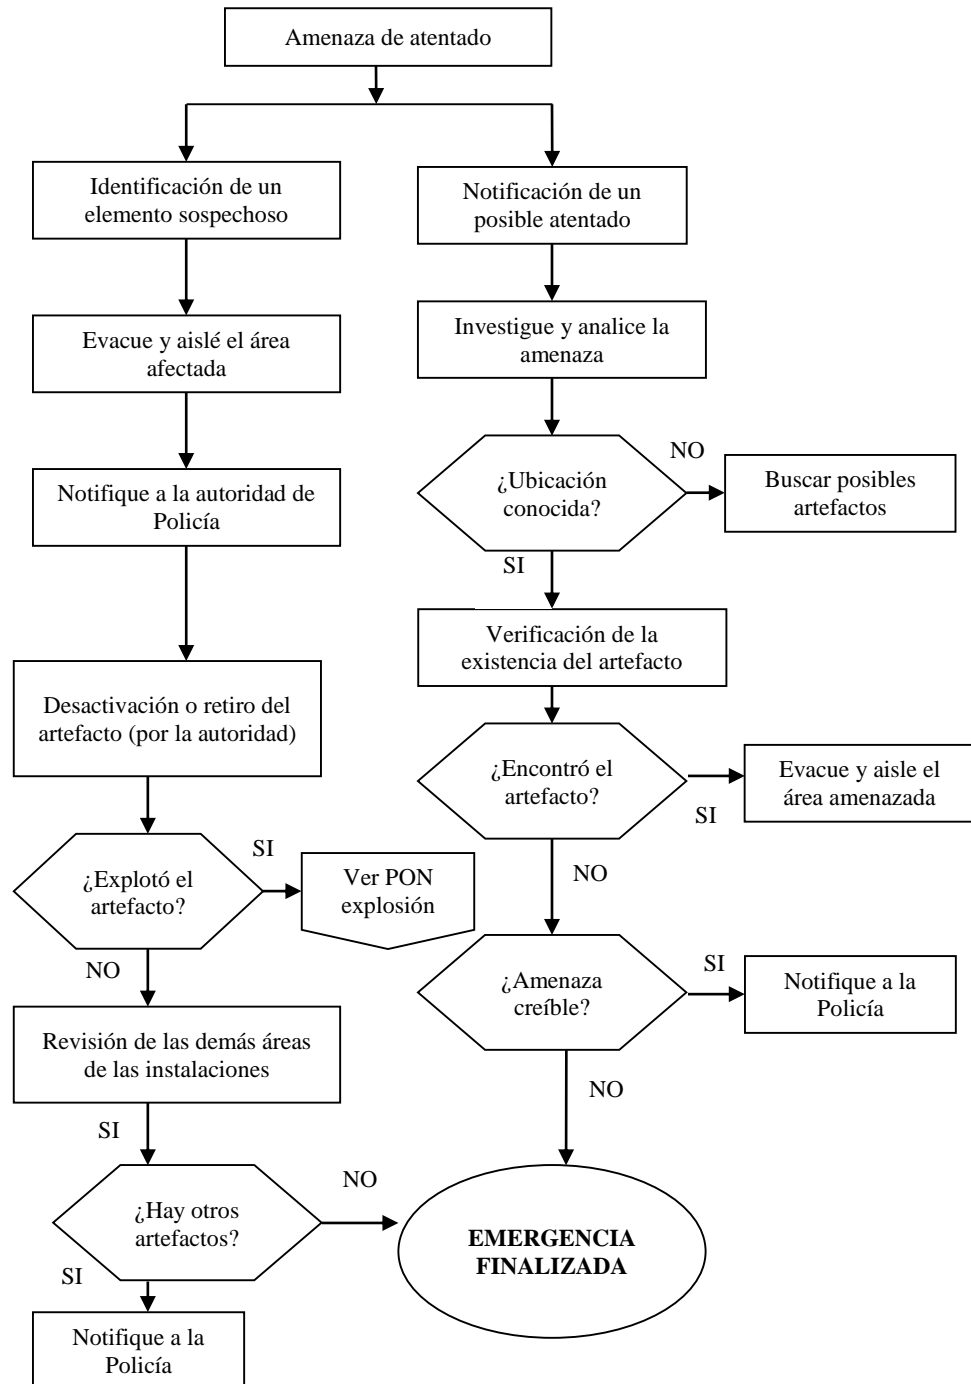 Amenaza de atentado
Identificación de un
elemento sospechoso
Notificación de un
posible atentado
Evacue y aislé el área
afectada
Investigue y analice la
amenaza
Notifique a la autoridad de
Policía
¿Ubicación
conocida?
NO
Buscar posibles
artefactos
SI
Verificación de la
existencia del artefacto
Desactivación o retiro del
artefacto (por la autoridad)
¿Encontró el
artefacto?
SI
Evacue y aisle el
área amenazada
NO
¿Explotó el
artefacto?
SI
Ver PON
explosión
NO
¿Amenaza
creíble?
SI
Notifique a la
Policía
NO
Revisión de las demás áreas
de las instalaciones
SI
¿Hay otros
artefactos?
NO
EMERGENCIA
FINALIZADA
SI
Notifique a la
Policía